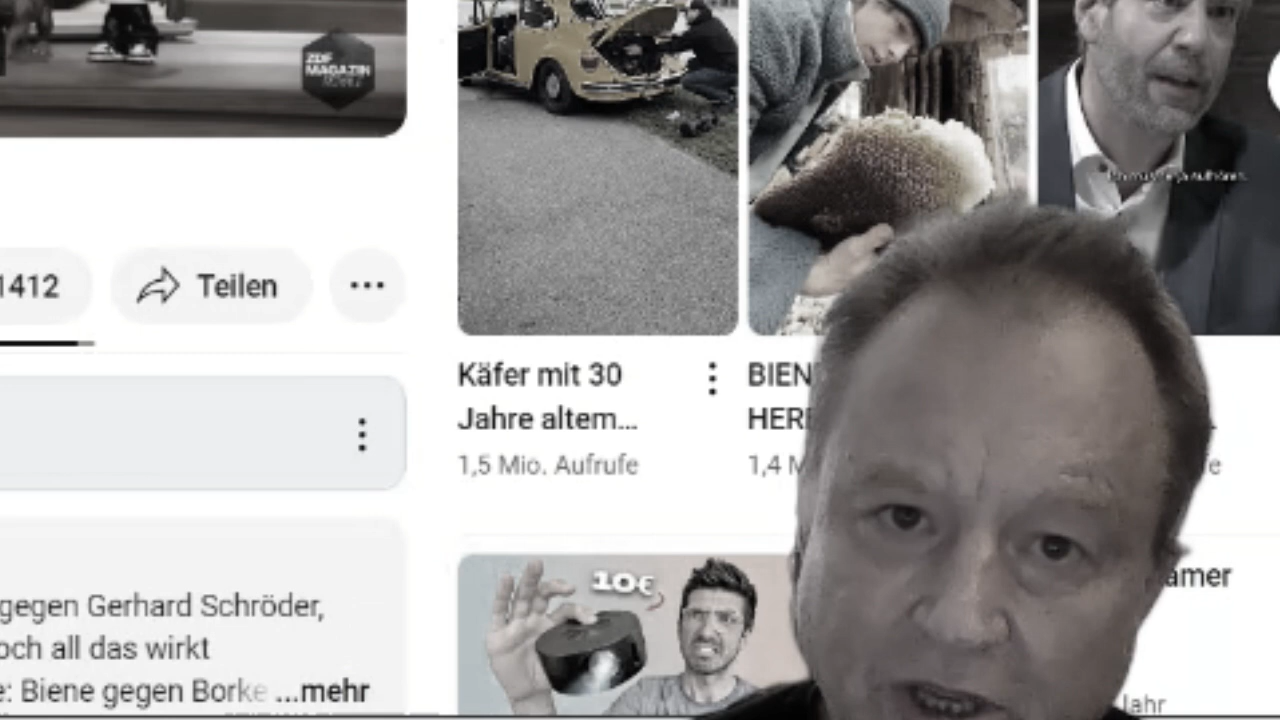 ZDF
MAGAZIN
1412
Teilen
...
gegen Gerhard Schröder,
och all das wirkt
e: Biene gegen Borke ...mehr
Käfer mit 30
Jahre altem...
1,5 Mio. Aufrufe
BIEN
HER
1,4 M
e
10€
amer
Jahr